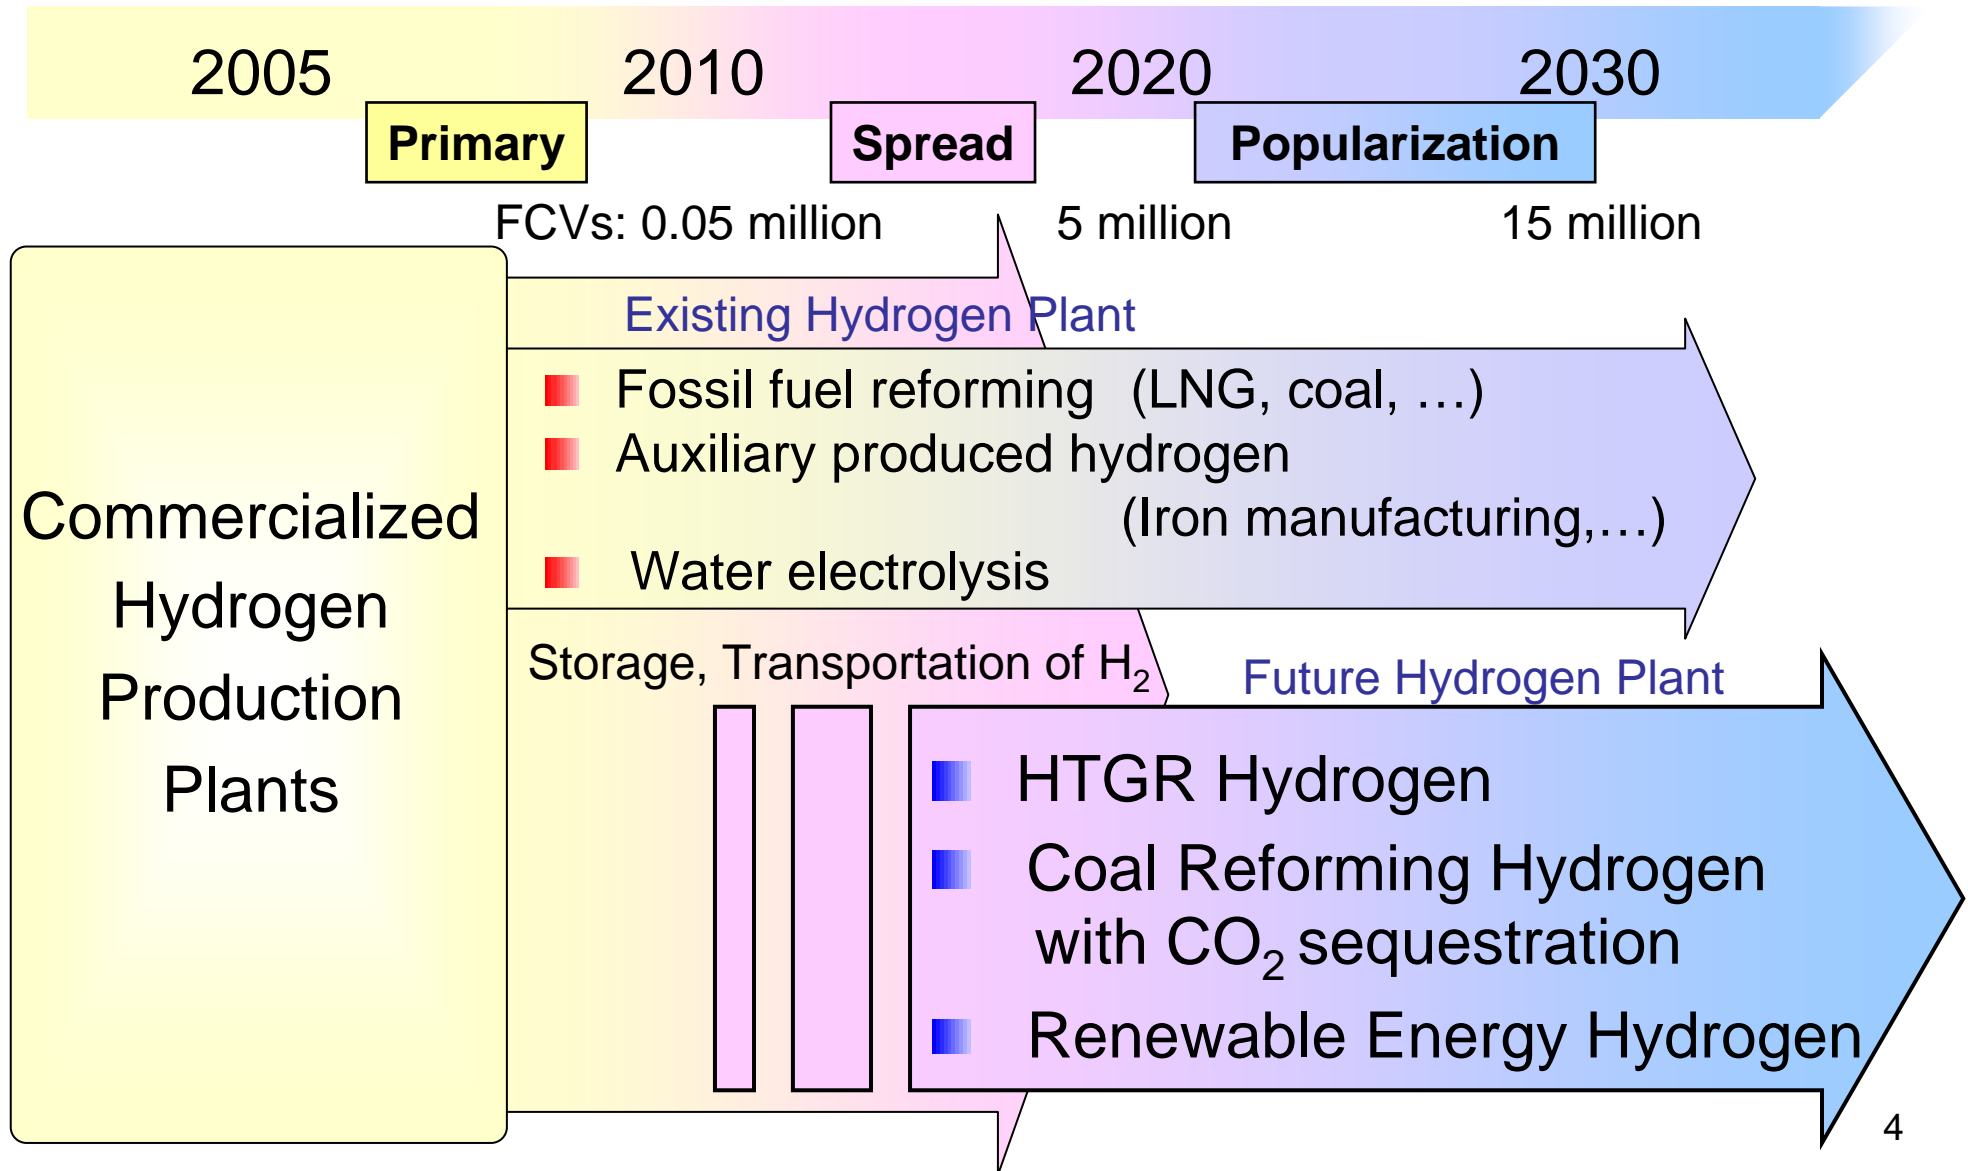 2005 2010 2020 2030
Primary Spread Popularization
FCVs: 0.05 million 5 million 15 million
Existing Hydrogen Plant
Fossil fuel reforming (LNG, coal, …)
Auxiliary produced hydrogen
(Iron manufacturing,…)
Water electrolysis
Commercialized
Hydrogen
Production
Plants
Storage, Transportation of H₂
Future Hydrogen Plant
HTGR Hydrogen
Coal Reforming Hydrogen
with CO₂ sequestration
Renewable Energy Hydrogen
4